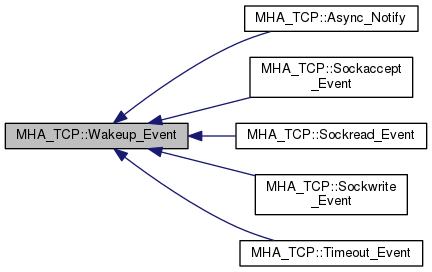 MHA_TCP::Async_Notify
MHA_TCP::Sockaccept
_Event
MHA_TCP::Wakeup_Event
MHA_TCP::Sockread_Event
MHA_TCP::Sockwrite
_Event
MHA_TCP::Timeout_Event